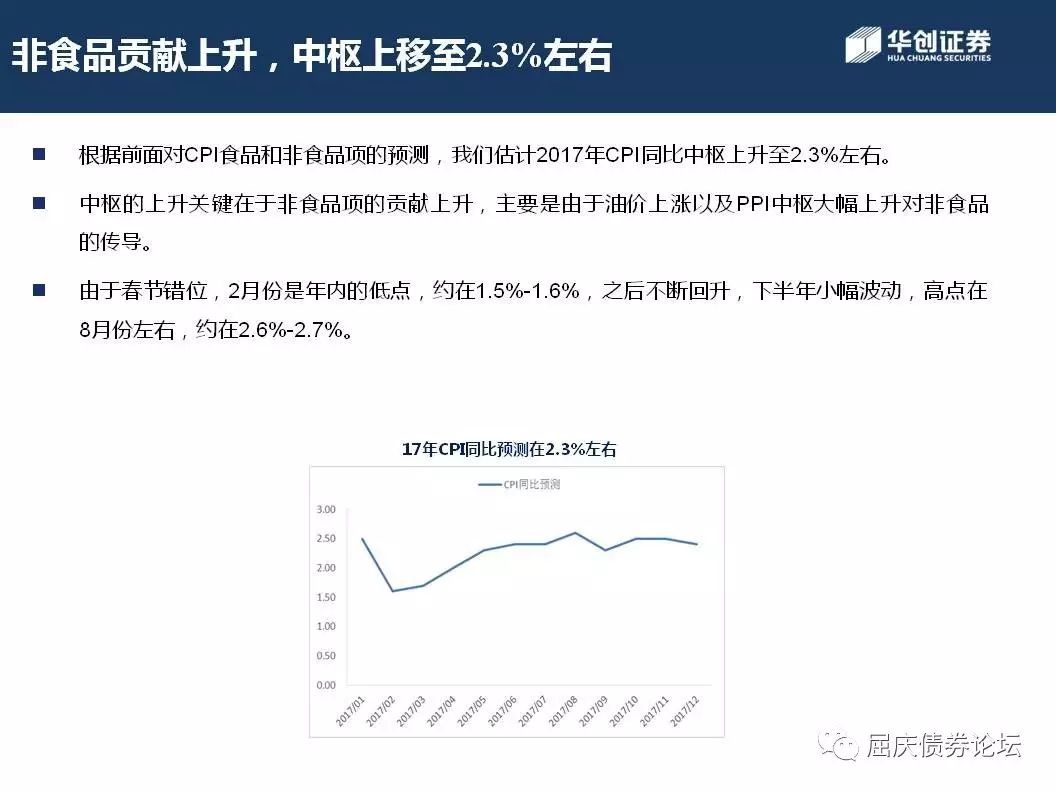 非食品贡献上升，中枢上移至2.3%左右
华创证券
HUA CHUANG SECURITIES
■ 根据前面对CPI食品和非食品项的预测，我们估计2017年CPI同比中枢上升至2.3%左右。
■ 中枢的上升关键在于非食品项的贡献上升，主要是由于油价上涨以及PPI中枢大幅上升对非食品
的传导。
■ 由于春节错位，2月份是年内的低点，约在1.5%-1.6%，之后不断回升，下半年小幅波动，高点在
8月份左右，约在2.6%-2.7%。
17年CPI同比预测在2.3%左右
CPI同比预测
3.00
2.50
2.00
1.50
1.00
0.50
0.00
2017/01 2017/02 2017/03 2017/04 2017/05 2017/06 2017/07 2017/08 2017/09 2017/10 2017/11 2017/12
屈庆债券论坛